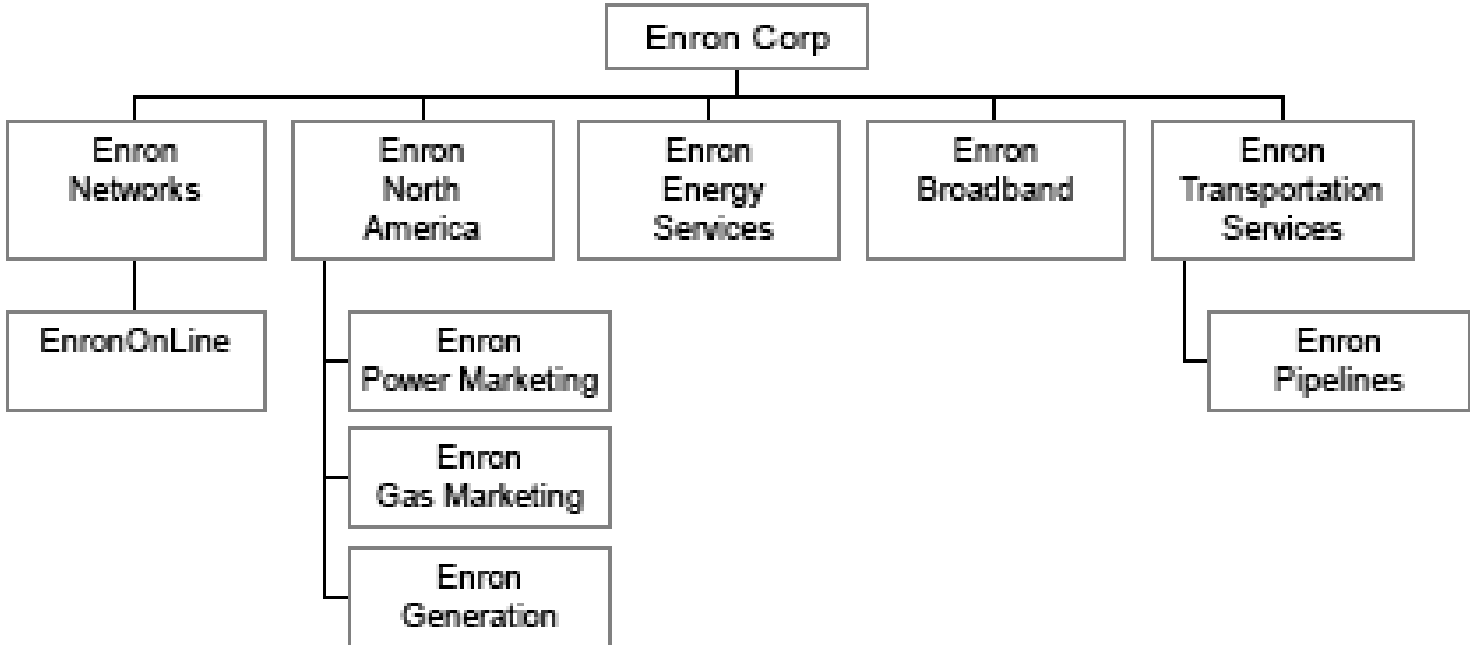 Enron Corp
Enron
Networks
Enron
North
America
Enron
Energy
Services
Enron
Broadband
Enron
Transportation
Services
EnronOnLine
Enron
Power Marketing
Enron
Gas Marketing
Enron
Generation
Enron
Pipelines